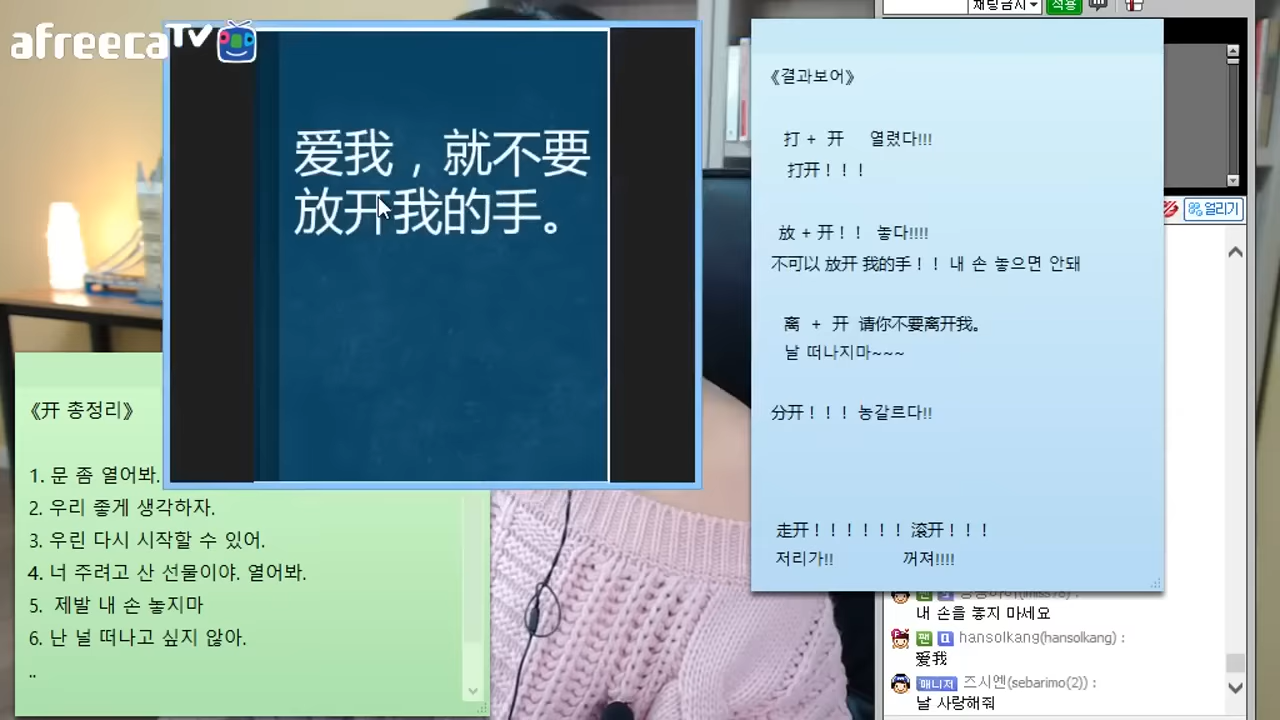 afreecaTV
爱我，就不要
放开我的手。
《결과보어》
打 + 开 열렸다!!!
打开！！！
放 + 开！！ 놓다!!!!
不可以 放开 我的手！！ 내 손 놓으면 안돼
离 + 开 请你不要离开我。
날 떠나지마~~~
分开！！！ 농갈르다!!
走开！！！！！！ 滚开！！！
저리가!! 꺼져!!!!
《开 총정리》
1. 문 좀 열어봐.
2. 우리 좋게 생각하자.
3. 우린 다시 시작할 수 있어.
4. 너 주려고 산 선물이야. 열어봐.
5. 제발 내 손 놓지마
6. 난 널 떠나고 싶지 않아.
..
채팅금지 적용
얼리기
내 손을 놓지 마세요
팬 hansolkang(hansolkang) :
爱我
매니저 즈시엔(sebarimo(2)) :
날 사랑해줘